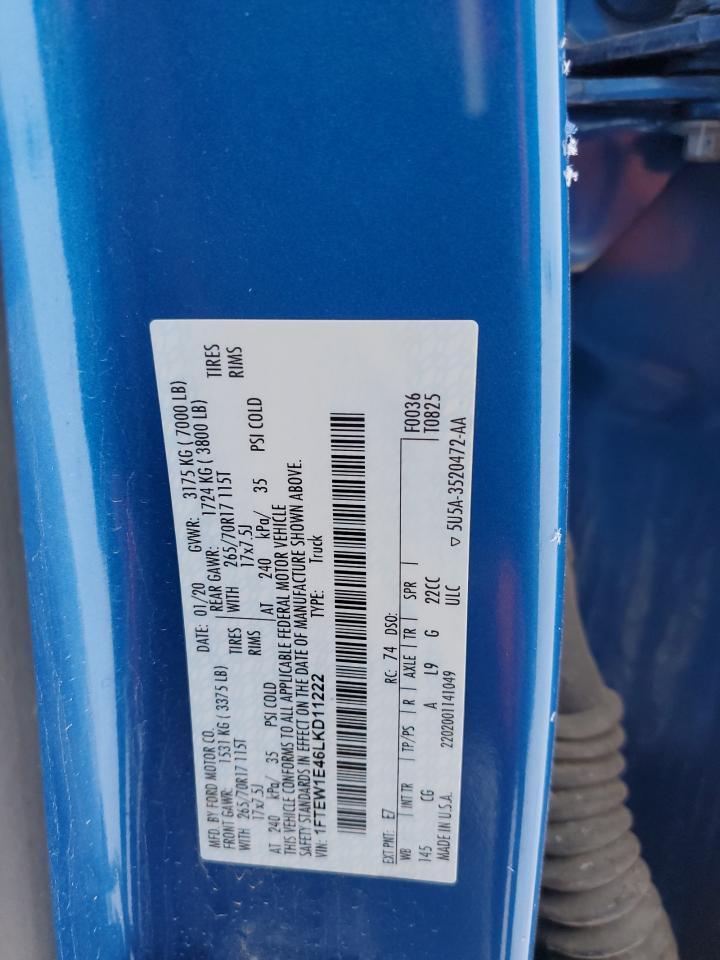 MFD. BY FORD MOTOR CO.
DATE: 01/20 GVWR: 3175 KG ( 7000 LB)
FRONT GAWR: 1531 KG ( 3375 LB) REAR GAWR: 1724 KG ( 3800 LB)
WITH 265/70R17 115T TIRES WITH 265/70R17 115T TIRES
17x7.5J RIMS 17x7.5J RIMS
AT 240 kPa/ 35 PSI COLD AT 240 kPa/ 35 PSI COLD
THIS VEHICLE CONFORMS TO ALL APPLICABLE FEDERAL MOTOR VEHICLE
SAFETY STANDARDS IN EFFECT ON THE DATE OF MANUFACTURE SHOWN ABOVE.
VIN: 1FTEW1E46LKD11222 TYPE: Truck
EXT PNT: E7 RC: 74 DSO: F0036
WB INT TR TP/PS R AXLE TR SPR T0825
145 CG A L9 G 22CC
MADE IN U.S.A. 2202001141049 ULC ▽ 5U5A-3520472-AA